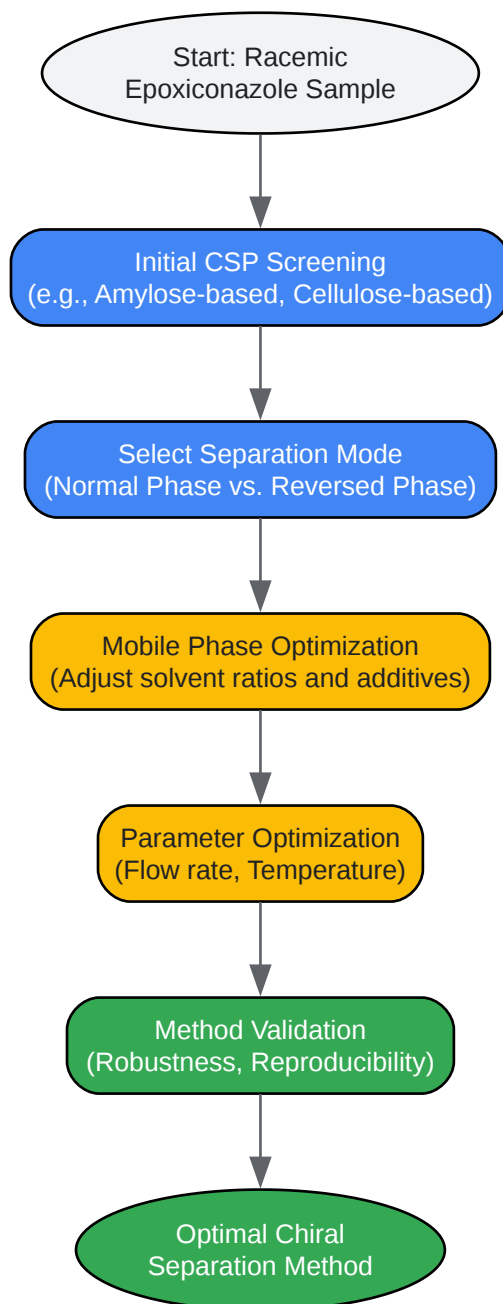 Start: Racemic
Epoxiconazole Sample
Initial CSP Screening
(e.g., Amylose-based, Cellulose-based)
Select Separation Mode
(Normal Phase vs. Reversed Phase)
Mobile Phase Optimization
(Adjust solvent ratios and additives)
Parameter Optimization
(Flow rate, Temperature)
Method Validation
(Robustness, Reproducibility)
Optimal Chiral
Separation Method